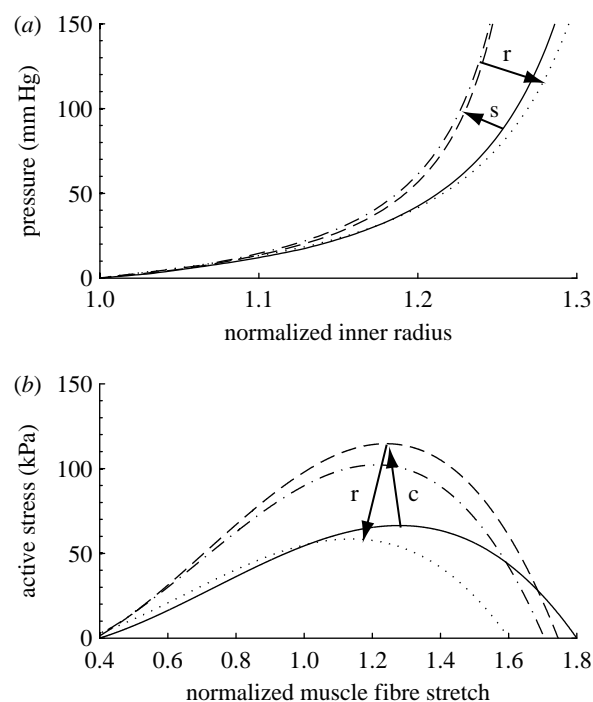 (a)
150
100
50
0
pressure (mm Hg)
r
s
1.0 1.1 1.2 1.3
normalized inner radius
(b)
150
100
50
0
active stress (kPa)
r c
0.4 0.6 0.8 1.0 1.2 1.4 1.6 1.8
normalized muscle fibre stretch